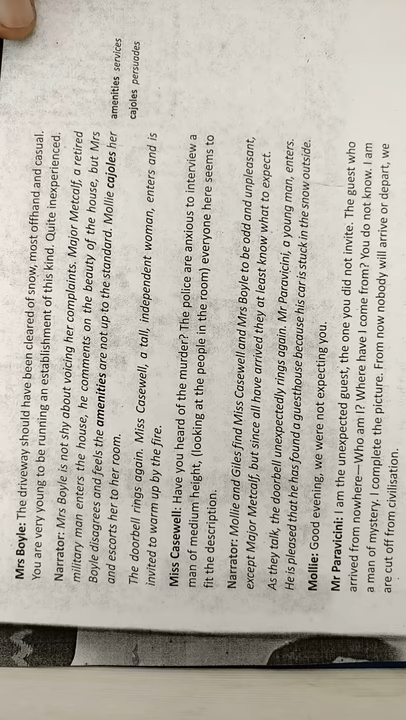 Mrs Boyle: The driveway should have been cleared of snow, most offhand and casual.
You are very young to be running an establishment of this kind. Quite inexperienced.
Narrator: Mrs Boyle is not shy about voicing her complaints. Major Metcalf, a retired
military man enters the house, he comments on the beauty of the house, but Mrs
Boyle disagrees and feels the amenities are not up to the standard. Mollie cajoles her
and escorts her to her room.
amenities services
cajoles persuades
The doorbell rings again. Miss Casewell, a tall, independent woman, enters and is
invited to warm up by the fire.
Miss Casewell: Have you heard of the murder? The police are anxious to interview a
man of medium height, (looking at the people in the room) everyone here seems to
fit the description.
Narrator: Mollie and Giles find Miss Casewell and Mrs Boyle to be odd and unpleasant,
except Major Metcalf, but since all have arrived they at least know what to expect.
As they talk, the doorbell unexpectedly rings again. Mr Paravicini, a young man, enters.
He is pleased that he has found a guesthouse because his car is stuck in the snow outside.
Mollie: Good evening, we were not expecting you.
Mr Paravicini: I am the unexpected guest, the one you did not invite. The guest who
arrived from nowhere—Who am I? Where have I come from? You do not know. I am
a man of mystery. I complete the picture. From now nobody will arrive or depart, we
are cut off from civilisation.